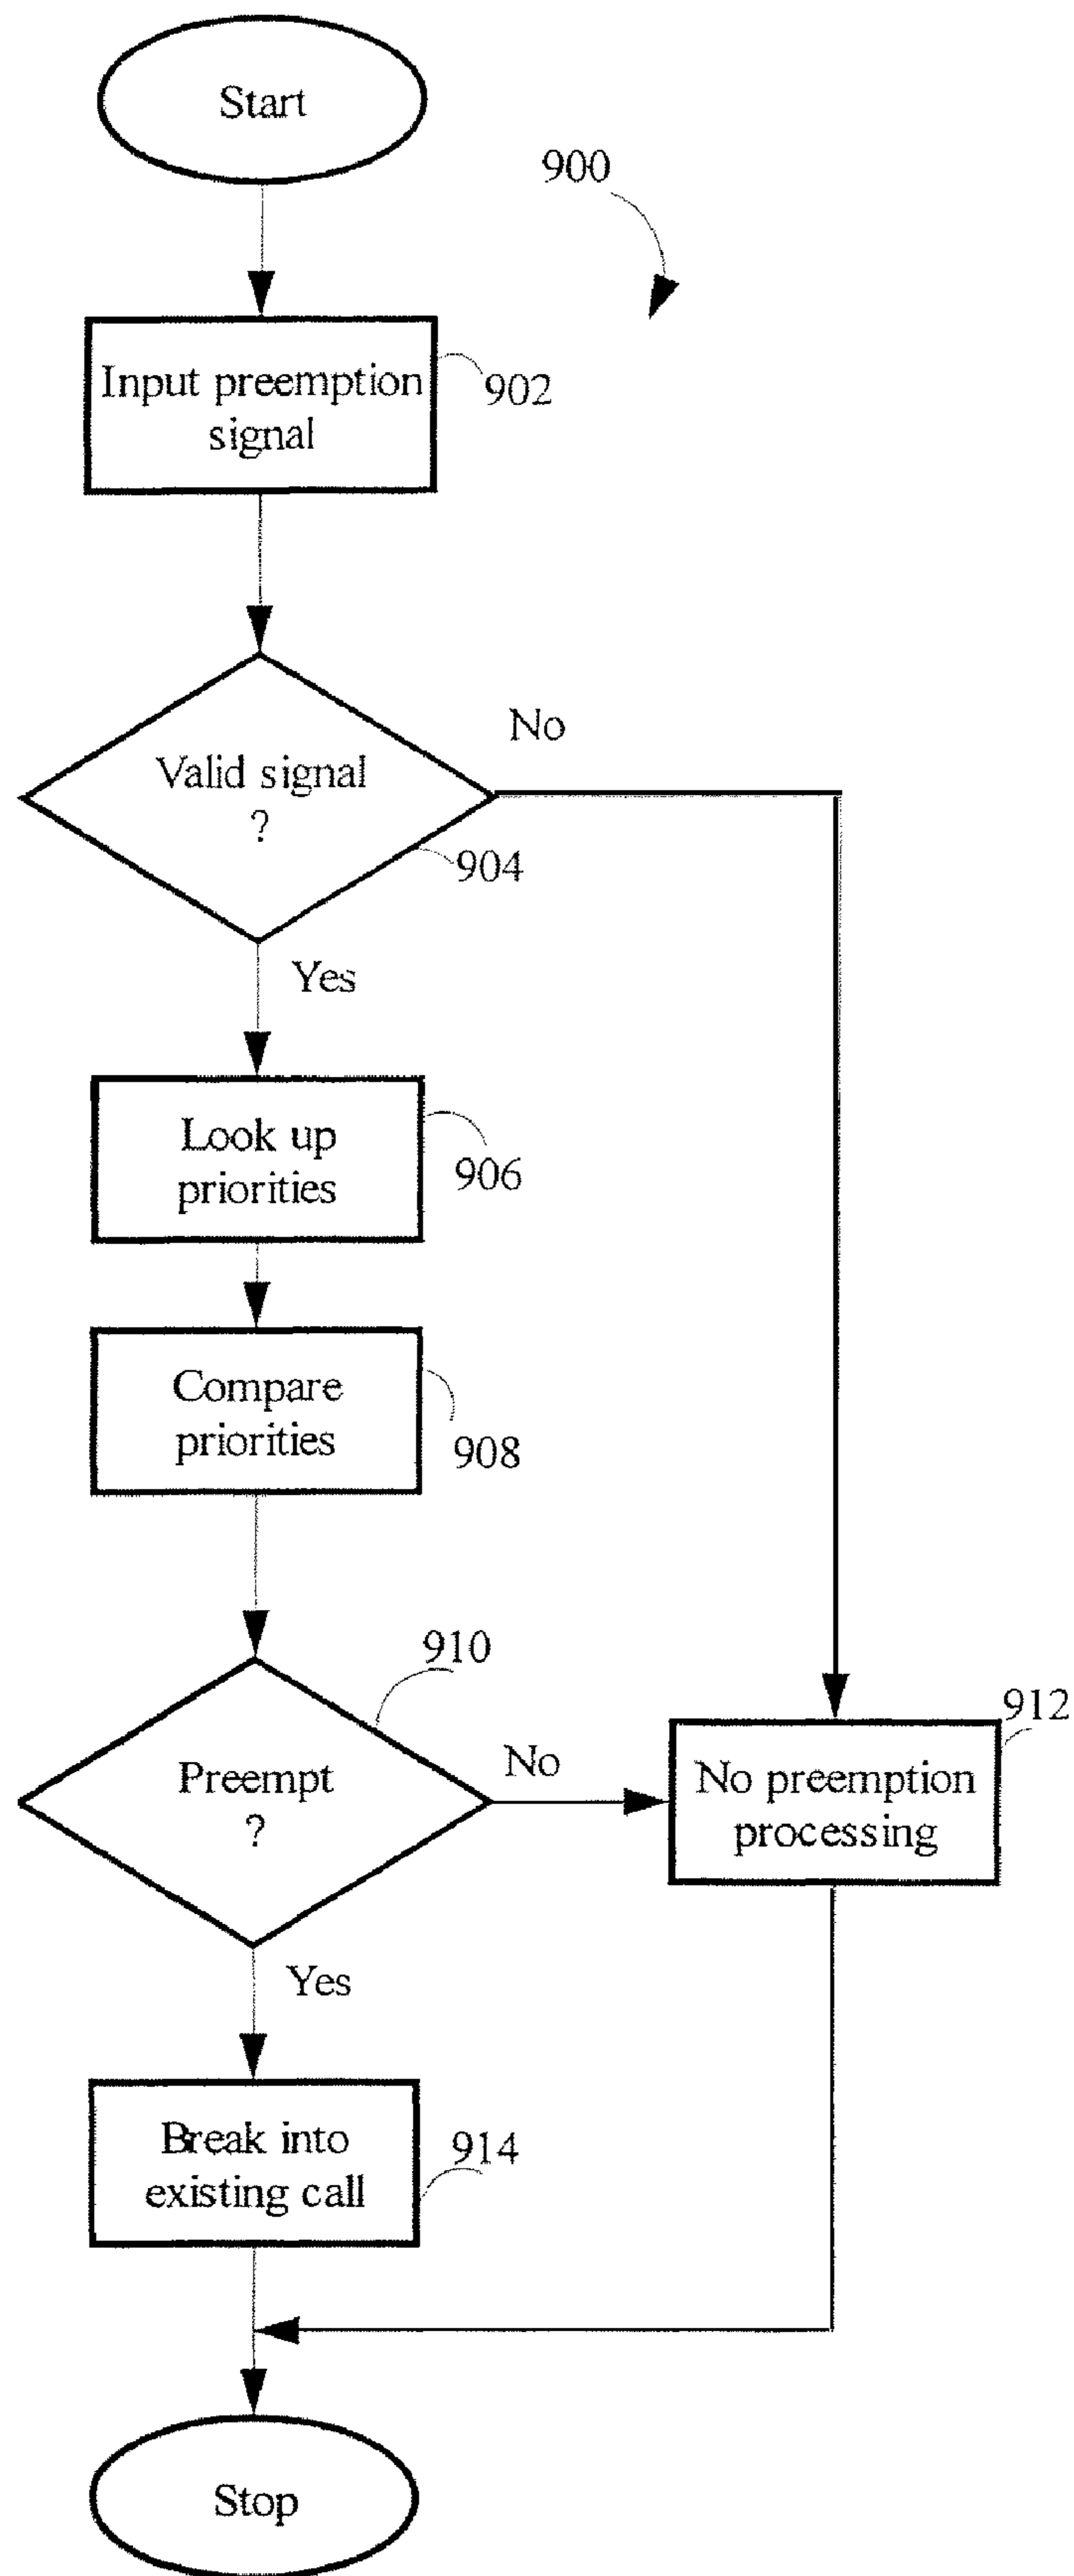 Start
900
Input preemption
signal
902
No
Valid signal
?
904
Yes
Look up
priorities
906
Compare
priorities
908
910
Preempt
?
No
912
No preemption
processing
Yes
Break into
existing call
914
Stop